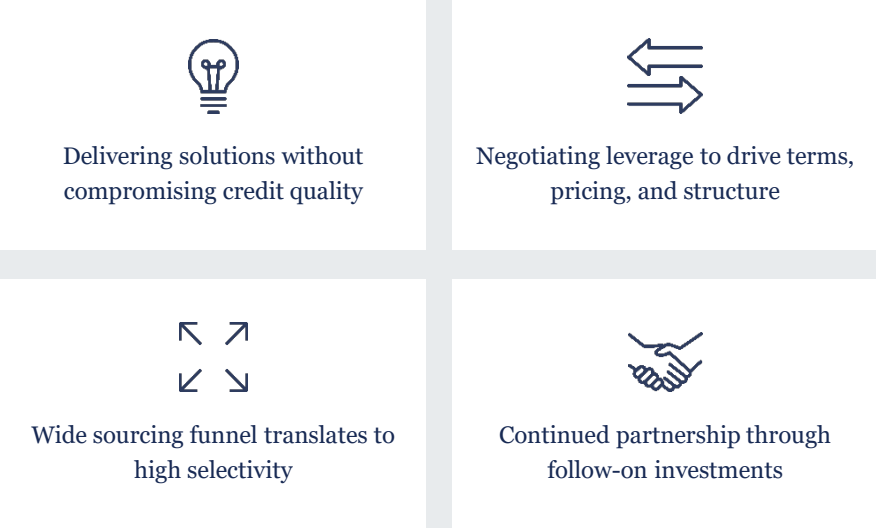 Delivering solutions without
compromising credit quality
Negotiating leverage to drive terms,
pricing, and structure
Wide sourcing funnel translates to
high selectivity
Continued partnership through
follow-on investments